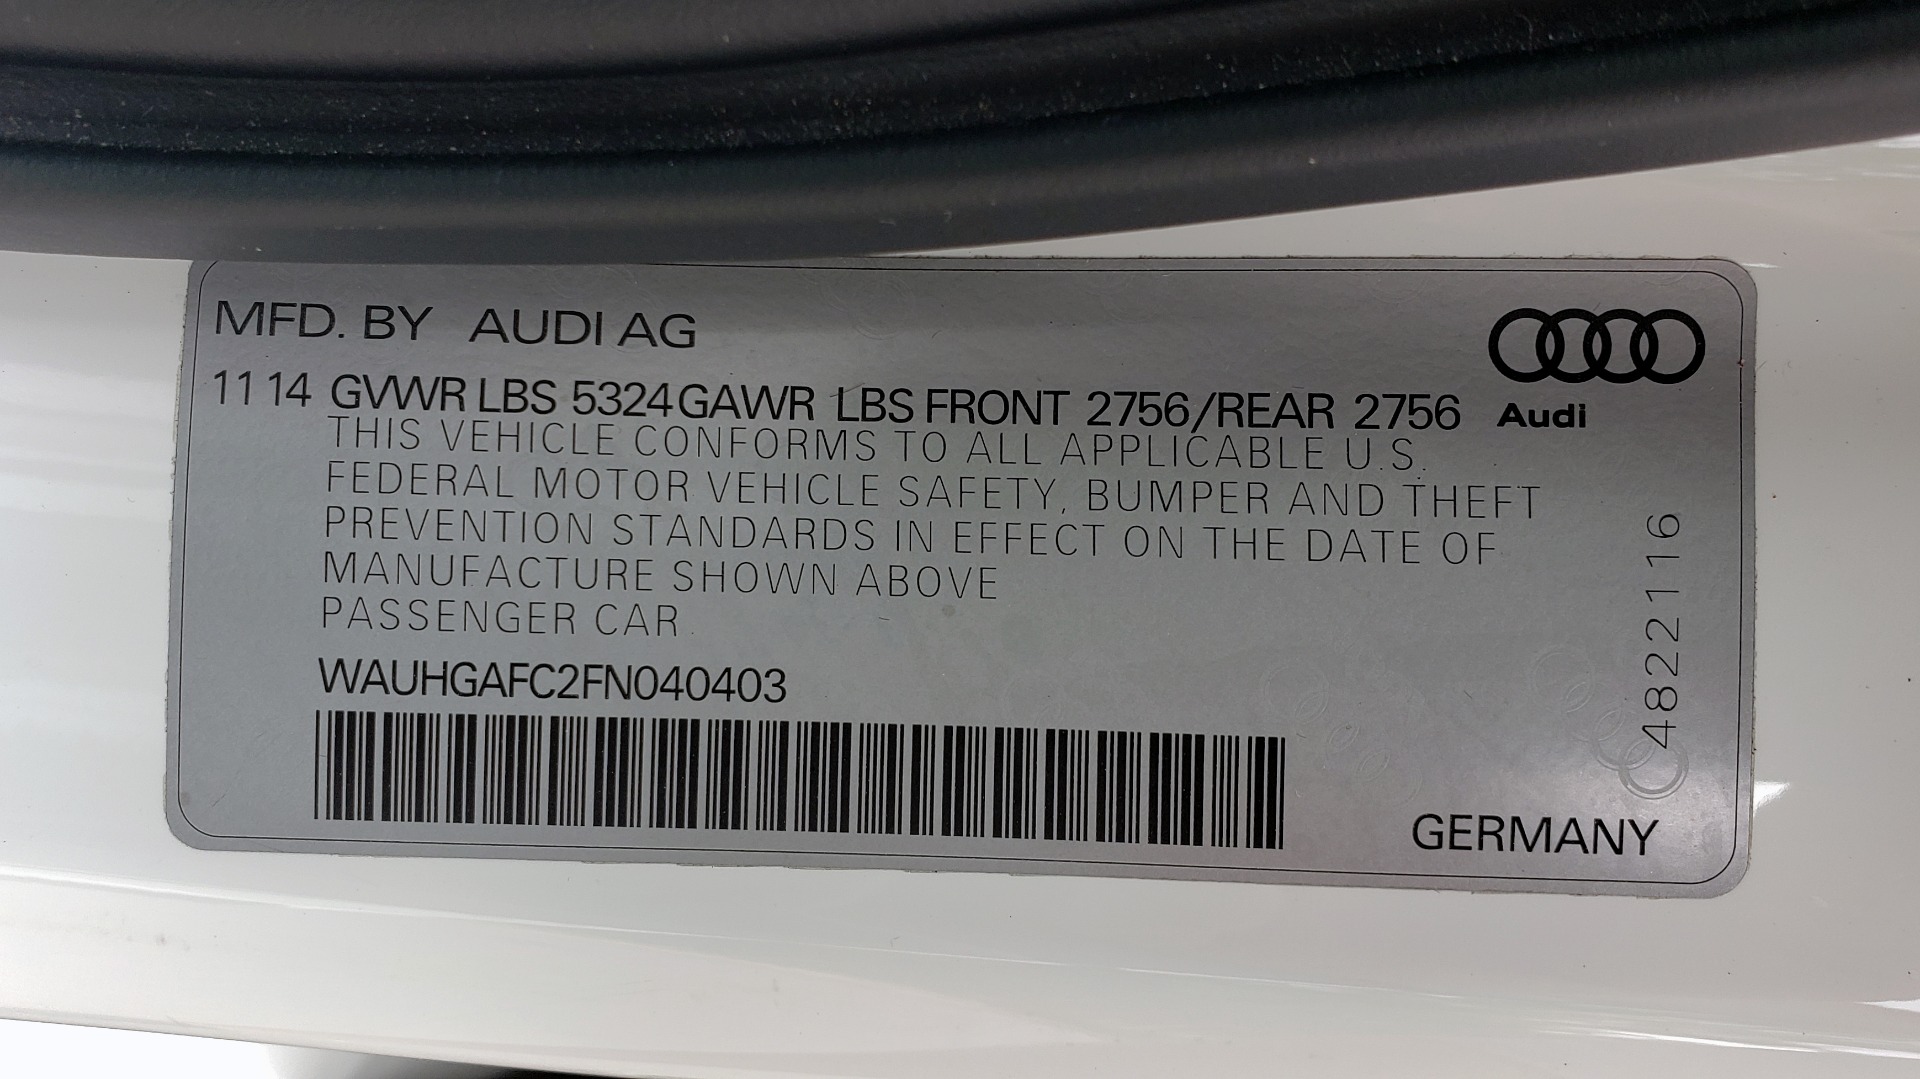 MFD. BY AUDI AG
11 14 GVWR LBS 5324 GAWR LBS FRONT 2756/REAR 2756
Audi
THIS VEHICLE CONFORMS TO ALL APPLICABLE U.S.
FEDERAL MOTOR VEHICLE SAFETY, BUMPER AND THEFT
PREVENTION STANDARDS IN EFFECT ON THE DATE OF
MANUFACTURE SHOWN ABOVE
PASSENGER CAR
WAUHGAFC2FN040403
4822116
GERMANY